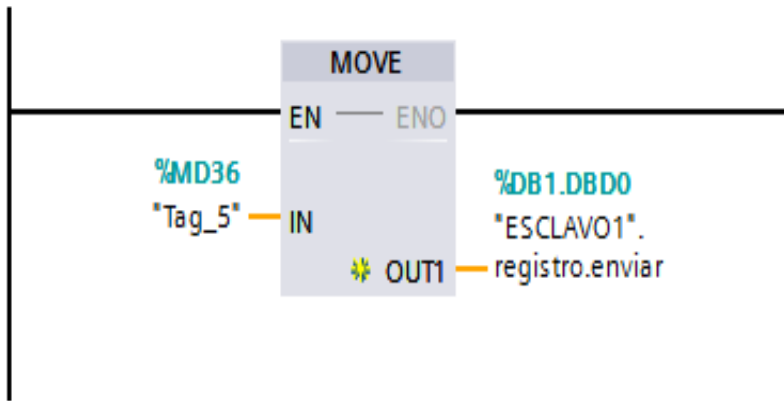 MOVE
EN ENO
%MD36
"Tag_5"
IN
%DB1.DBD0
"ESCLAVO1".
registro.enviar
OUT1